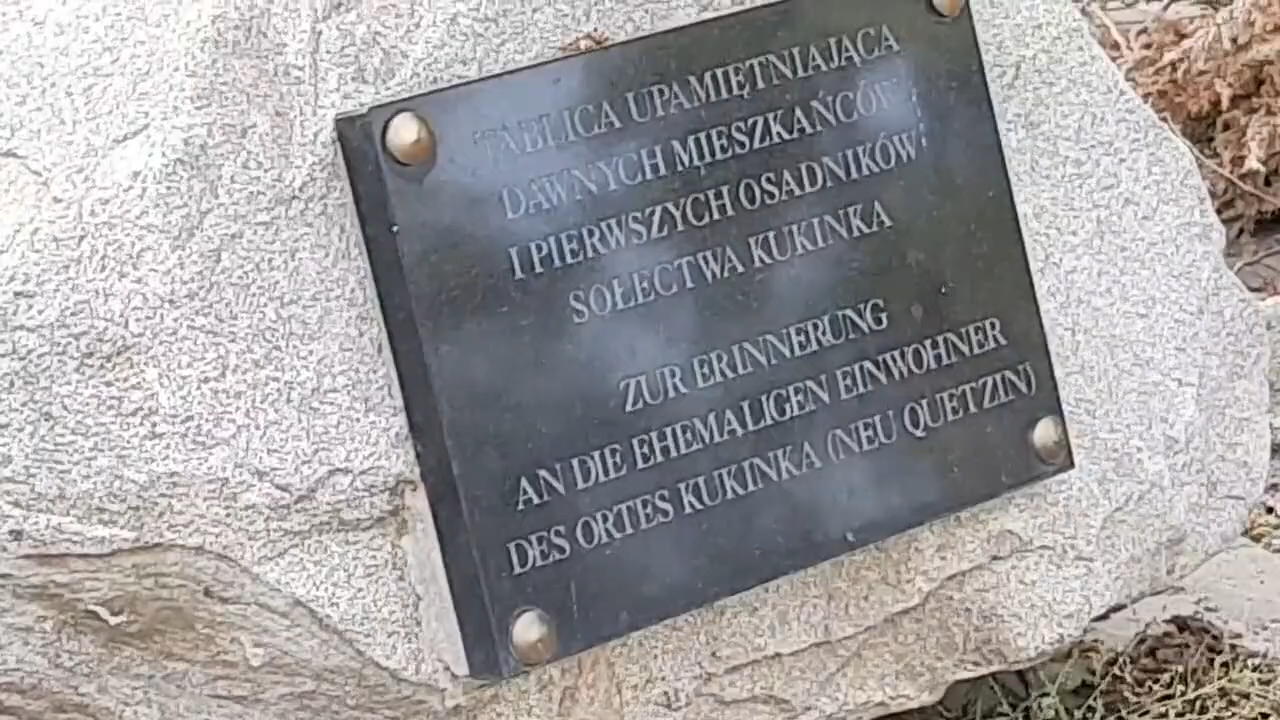 TABLICA UPAMIĘTNIAJĄCA
DAWNYCH MIESZKAŃCÓW
I PIERWSZYCH OSADNIKÓW
SOŁECTWA KUKINKA
ZUR ERINNERUNG
AN DIE EHEMALIGEN EINWOHNER
DES ORTES KUKINKA (NEU QUETZIN)